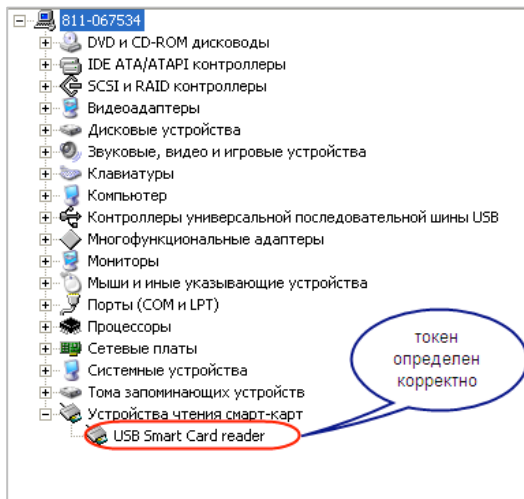 811-067534
DVD и CD-ROM дисководы
IDE ATA/ATAPI контроллеры
SCSI и RAID контроллеры
Видеоадаптеры
Дисковые устройства
Звуковые, видео и игровые устройства
Клавиатуры
Компьютер
Контроллеры универсальной последовательной шины USB
Многофункциональные адаптеры
Мониторы
Мыши и иные указывающие устройства
Порты (COM и LPT)
Процессоры
Сетевые платы
Системные устройства
Тома запоминающих устройств
Устройства чтения смарт-карт
USB Smart Card reader
токен
определен
корректно